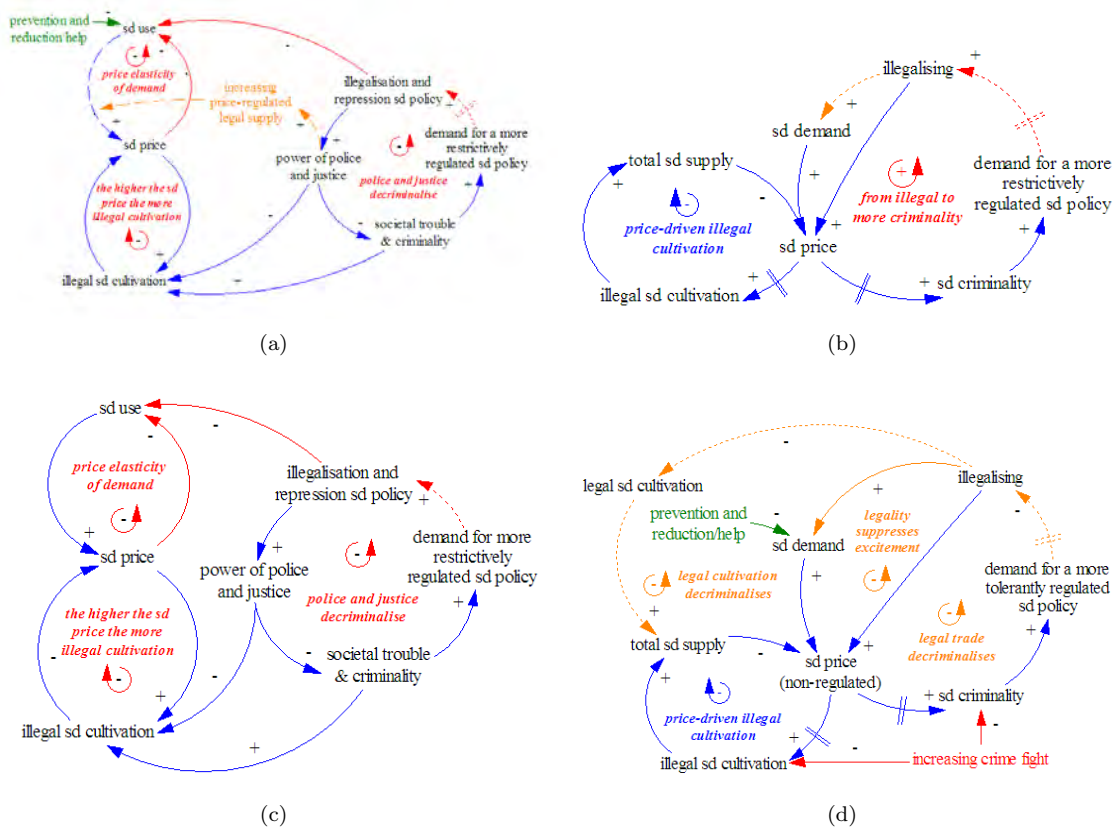 prevention and
reduction/help
sd use
-
-
-
-
price elasticity
of demand
-
increasing
price-regulated
legal supply
-
+
sd price
+
+
illegalisation and
repression sd policy
+
-
demand for a more
restrictively
regulated sd policy
power of police
and justice
police and justice
decriminalise
+
the higher the sd
price the more
illegal cultivation
-
-
+
-
-
societal trouble
& criminality
+
illegal sd cultivation
(a)
+
illegalising
+
sd demand
total sd supply
+
+
-
-
+
from illegal to
more criminality
demand for a more
restrictively
regulated sd policy
price-driven illegal
cultivation
sd price
+
+
illegal sd cultivation
+
+ sd criminality
(b)
sd use
-
-
price elasticity
of demand
-
+
sd price
illegalisation and
repression sd policy
+
+
power of police
and justice
-
demand for more
restrictively
regulated sd policy
police and justice
decriminalise
+
the higher the sd
price the more
illegal cultivation
-
-
+
-
-
societal trouble
& criminality
illegal sd cultivation
+
(c)
-
legal sd cultivation
illegalising
+
-
prevention and
reduction/help
-
sd demand
legality
suppresses
excitement
-
+
demand for a more
tolerantly regulated
sd policy
-
legal cultivation
decriminalises
+
-
legal trade
decriminalises
+
total sd supply
-
+
sd price
(non-regulated)
+
-
price-driven illegal
cultivation
+ sd criminality
-
+
-
illegal sd cultivation
increasing crime fight
(d)